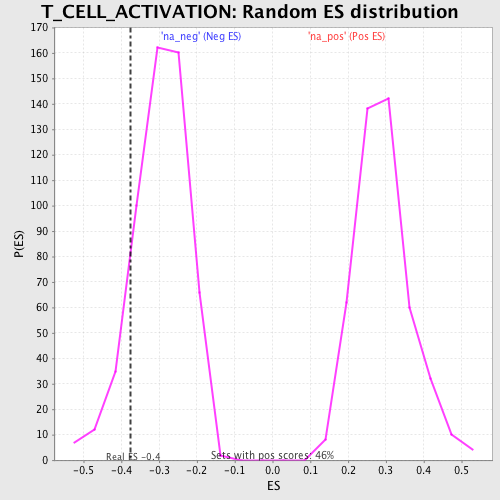 T_CELL_ACTIVATION: Random ES distribution
'na_neg' (Neg ES)
'na_pos' (Pos ES)
P(ES)
170
160
150
140
130
120
110
100
90
80
70
60
50
40
30
20
10
0
Real ES -0.4
Sets with pos scores: 46%
-0.5 -0.4 -0.3 -0.2 -0.1 0.0 0.1 0.2 0.3 0.4 0.5
ES